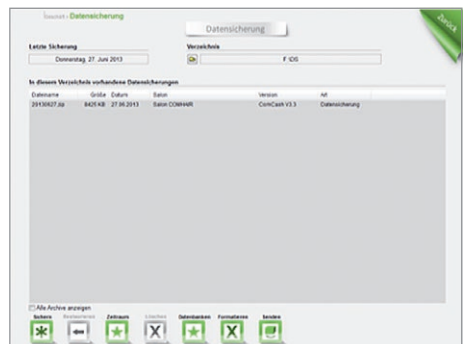 Datensicherung
Zurück
Datensicherung
Letzte Sicherung
Verzeichnis
Donnerstag, 27. Juni 2013
In diesem Verzeichnis vorhandene Datensicherungen
Dateiname Größe Datum Salon Version Art
20130627.zip 8425 KB 27.06.2013 Salon COMHAIR ComCash V3.3 Datensicherung
Alle Archive anzeigen
Sichern Zeitraum Löschen Datenbanken Formatieren Senden